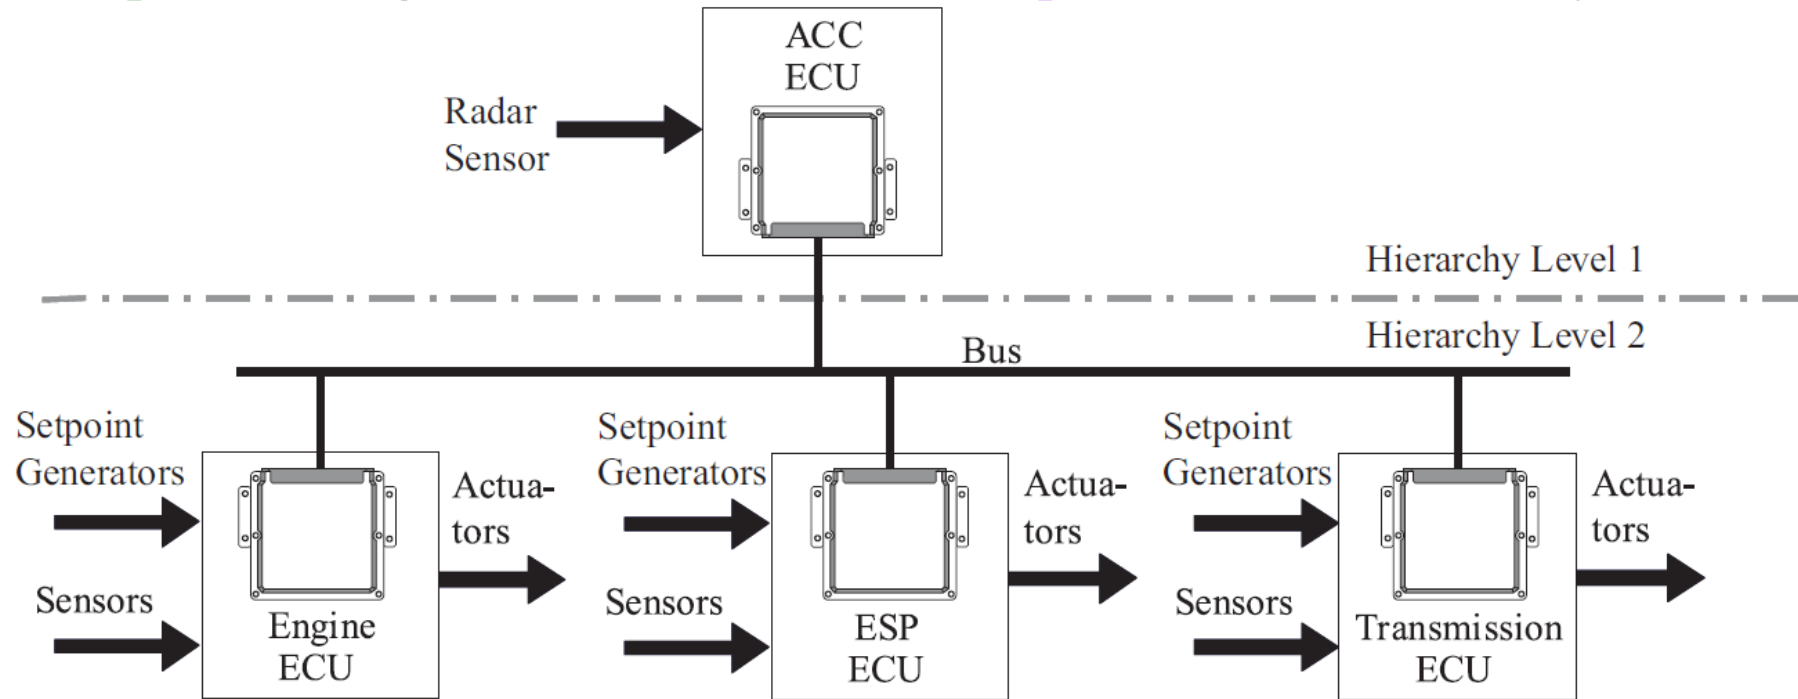 ACC
ECU
Radar
Sensor
Hierarchy Level 1
Hierarchy Level 2
Bus
Setpoint
Generators
Actua-
tors
Sensors
Engine
ECU
Setpoint
Generators
Actua-
tors
Sensors
ESP
ECU
Setpoint
Generators
Actua-
tors
Sensors
Transmission
ECU